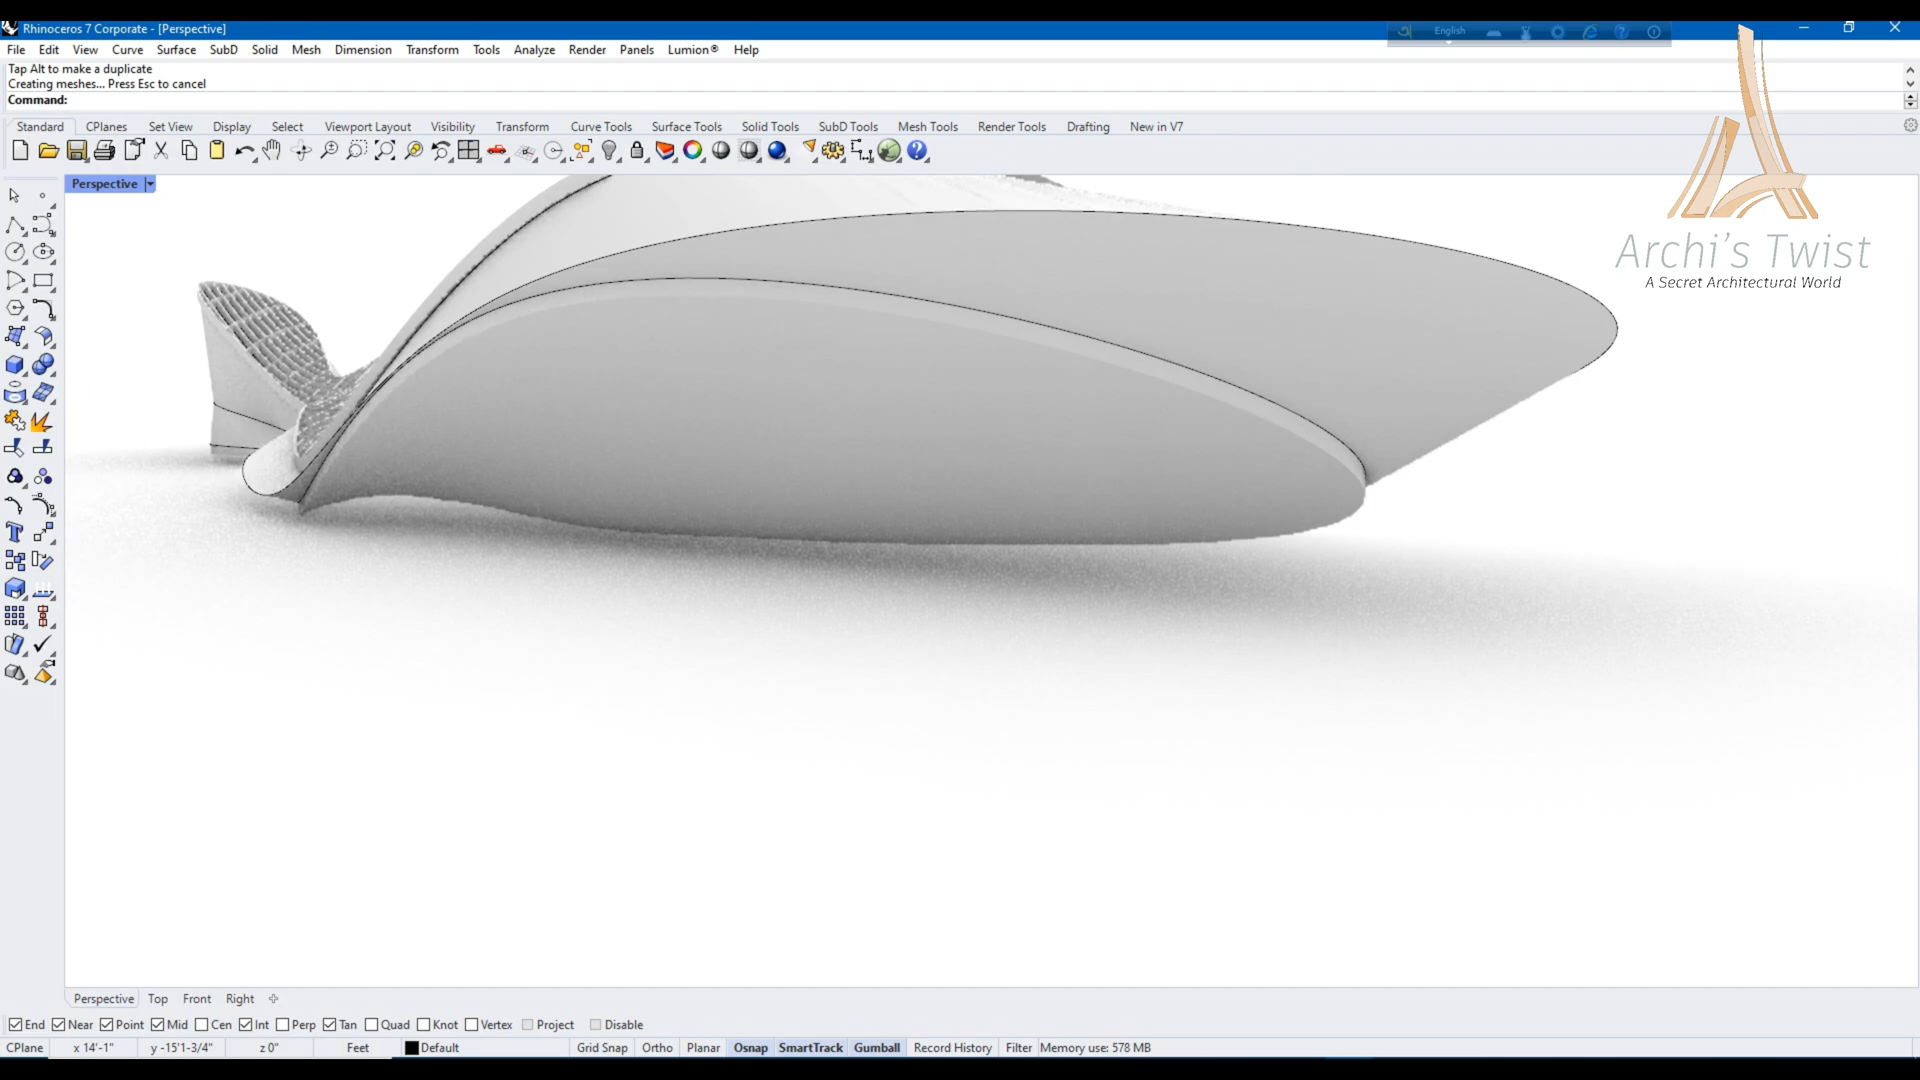 Rhinoceros 7 Corporate - [Perspective]
English
File Edit View Curve Surface SubD Solid Mesh Dimension Transform Tools Analyze Render Panels Lumion® Help
Tap Alt to make a duplicate
Creating meshes... Press Esc to cancel
Command:
Standard CPlanes Set View Display Select Viewport Layout Visibility Transform Curve Tools Surface Tools Solid Tools SubD Tools Mesh Tools Render Tools Drafting New in V7
Perspective
Archi's Twist
A Secret Architectural World
Perspective Top Front Right
End Near Point Mid Cen Int Perp Tan Quad Knot Vertex Project Disable
CPlane x 14'-1" y -15'1-3/4" z 0" Feet Default Grid Snap Ortho Planar Osnap SmartTrack Gumball Record History Filter Memory use: 578 MB